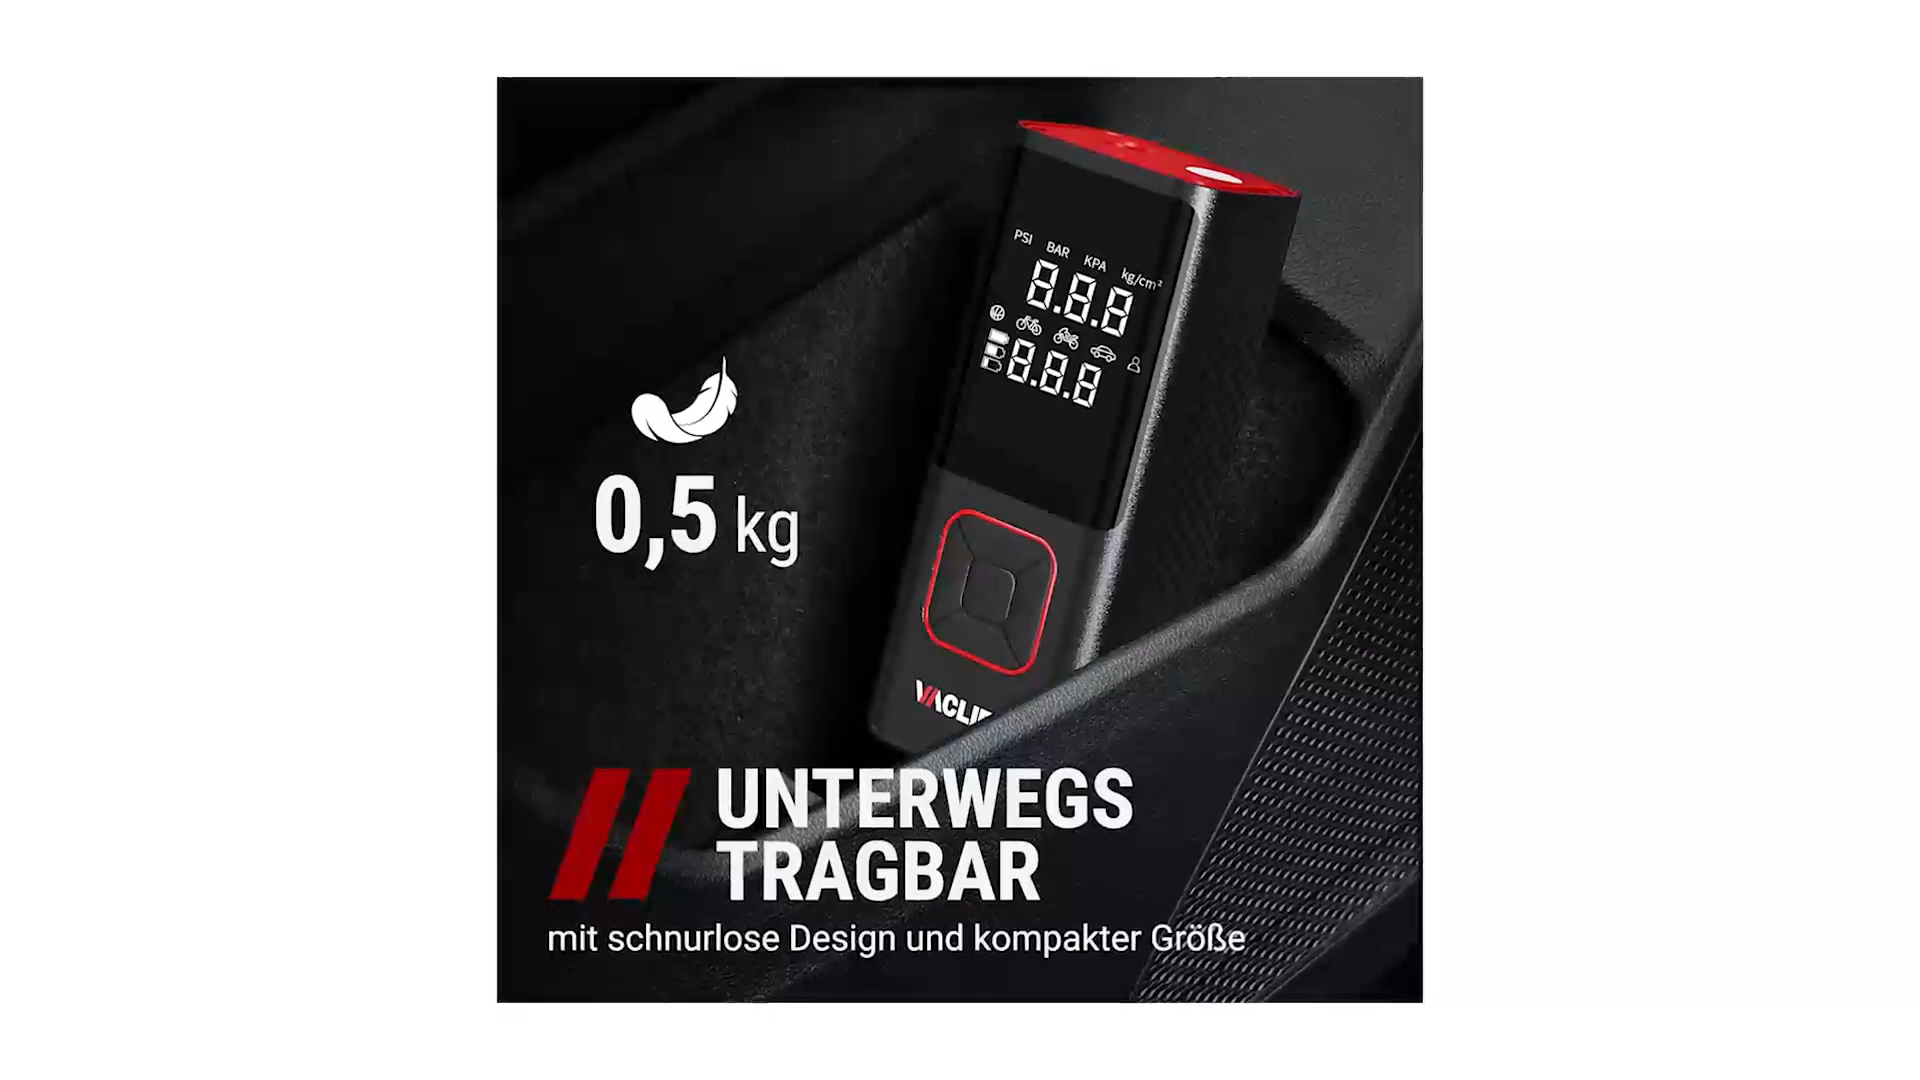 PSI BAR KPA kg/cm²
8.8.8
8.8.8
0,5 kg
UNTERWEGS
TRAGBAR
mit schnurlose Design und kompakter Größe